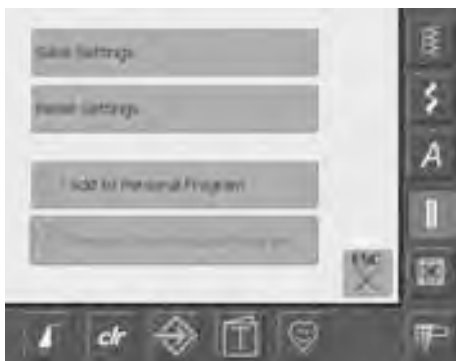 Save Settings
Reset Settings
A
Add to Personal Program
ESC
clr
T